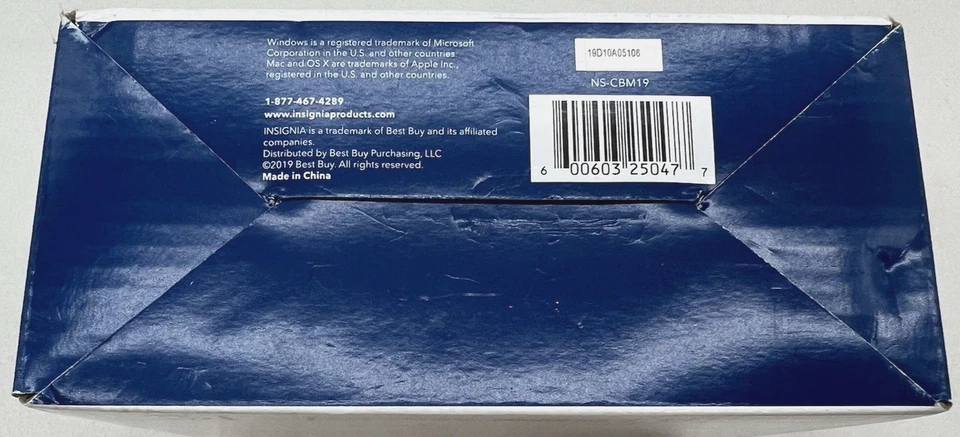 Windows is a registered trademark of Microsoft
Corporation in the U.S. and other countries.
Mac and OS X are trademarks of Apple Inc.,
registered in the U.S. and other countries.
1-877-467-4289
www.insigniaproducts.com
INSIGNIA is a trademark of Best Buy and its affiliated
companies.
Distributed by Best Buy Purchasing, LLC
©2019 Best Buy. All rights reserved.
Made in China
19D10A05106
NS-CBM19
6 00603 25047 7